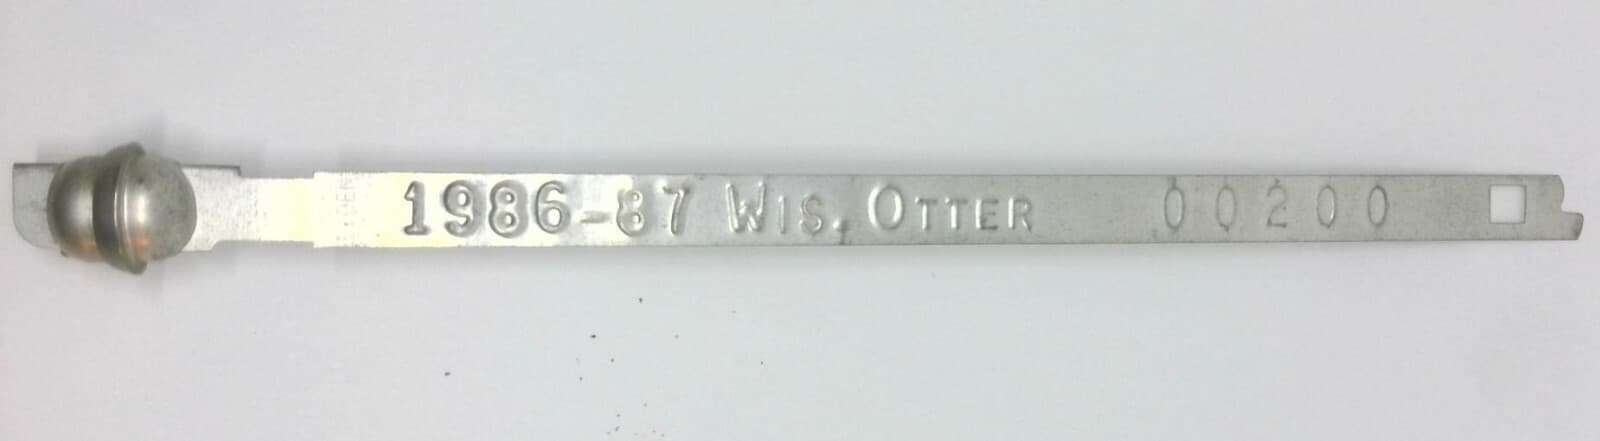 1986-87 WIS. OTTER 00200